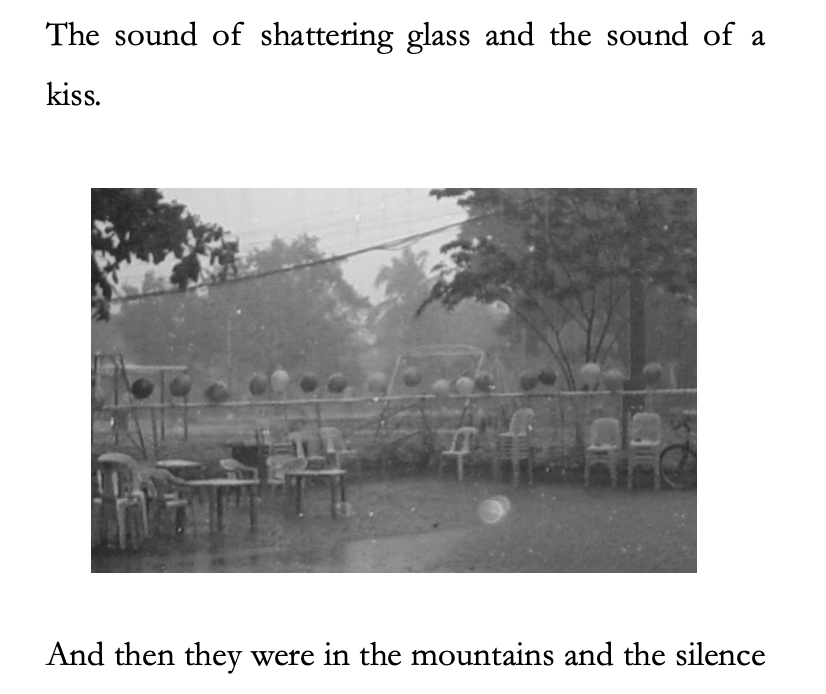 The sound of shattering glass and the sound of a
kiss.
And then they were in the mountains and the silence